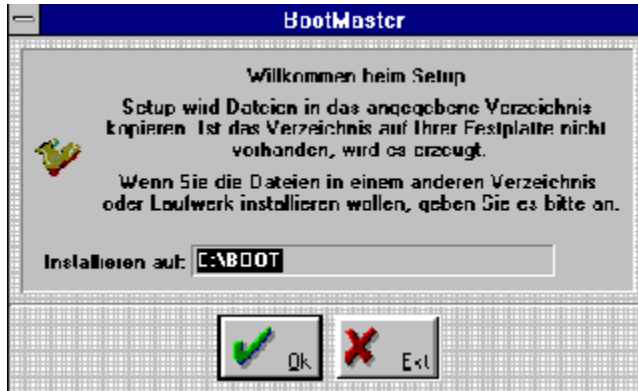 BootMaster
Willkommen beim Setup
Setup wird Dateien in das angegebene Verzeichnis
kopieren. Ist das Verzeichnis auf Ihrer Festplatte nicht
vorhanden, wird es erzeugt.
Wenn Sie die Dateien in einem anderen Verzeichnis
oder Laufwerk installieren wollen, geben Sie es bitte an.
Installieren auf: C:\BOOT
Ok
Exit